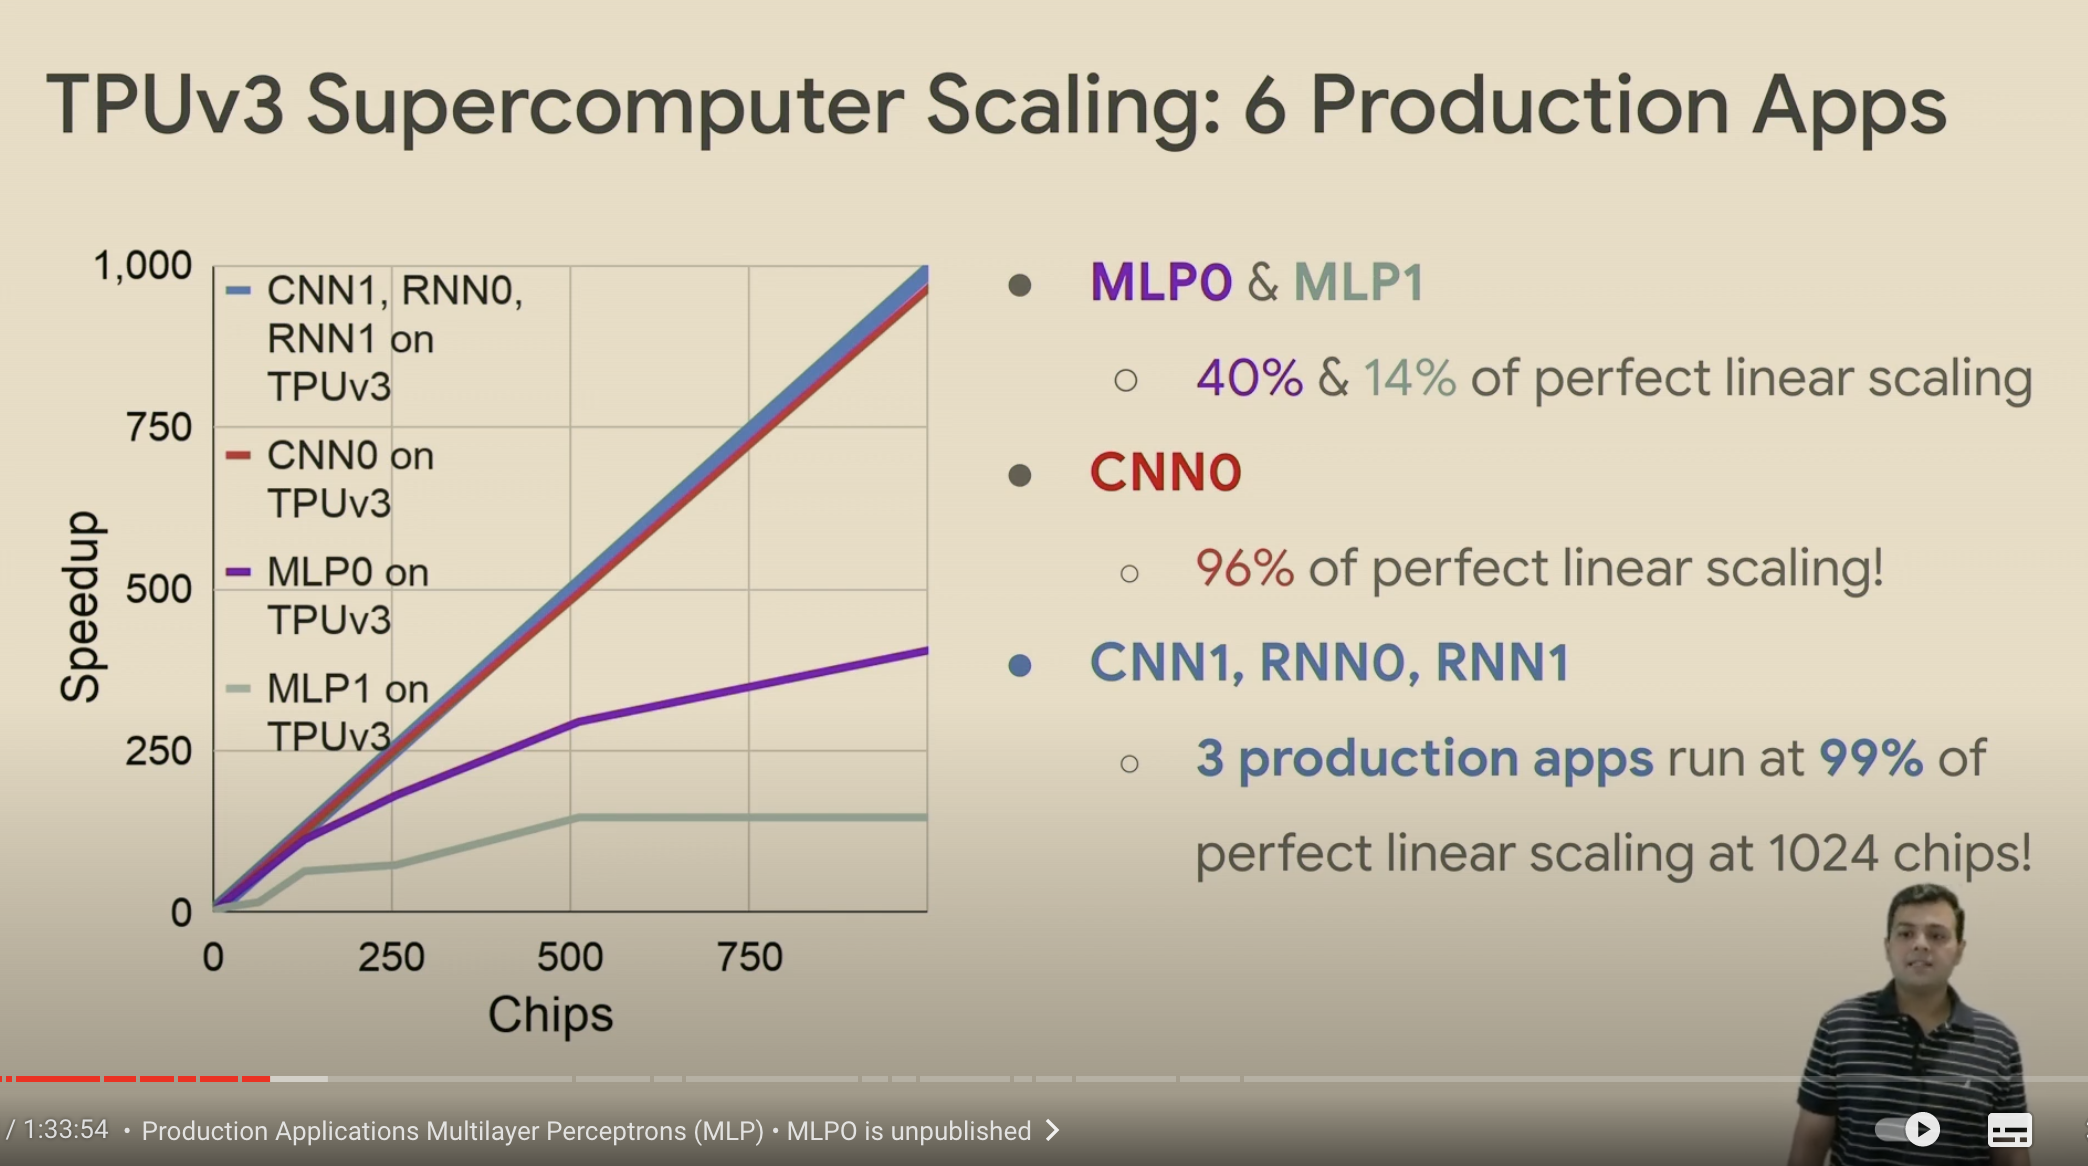 TPUv3 Supercomputer Scaling: 6 Production Apps
1,000
750
500
250
0
Speedup
CNN1, RNN0,
RNN1 on
TPUv3
CNN0 on
TPUv3
MLP0 on
TPUv3
MLP1 on
TPUv3
0 250 500 750
Chips
● MLP0 & MLP1
○ 40% & 14% of perfect linear scaling
● CNN0
○ 96% of perfect linear scaling!
● CNN1, RNN0, RNN1
○ 3 production apps run at 99% of
perfect linear scaling at 1024 chips!
/ 1:33:54 • Production Applications Multilayer Perceptrons (MLP) • MLPO is unpublished